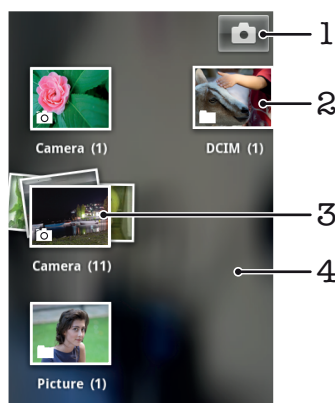 1
Camera (1)
DCIM (1)
2
3
Camera (11)
4
Picture (1)